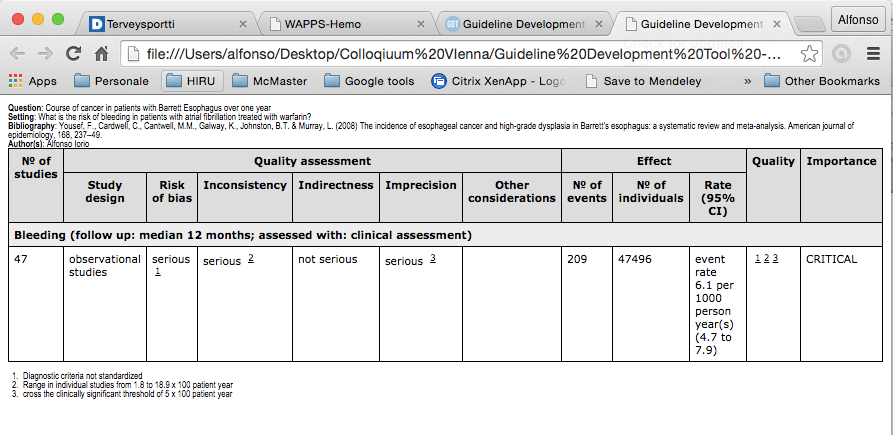 Terveysportti
WAPPS-Hemo
Guideline Development
Guideline Development
Alfonso
file:///Users/alfonso/Desktop/Colloqiuum%20VIenna/Guideline%20Development%20Tool%20-...
Apps Personale HIRU McMaster Google tools Citrix XenApp - Logo Save to Mendeley » Other Bookmarks
Question: Course of cancer in patients with Barrett Esophagus over one year
Setting: What is the risk of bleeding in patients with atrial fibrillation treated with warfarin?
Bibliography: Yousef, F., Cardwell, C., Cantwell, M.M., Galway, K., Johnston, B.T. & Murray, L. (2008) The incidence of esophageal cancer and high-grade dysplasia in Barrett's esophagus: a systematic review and meta-analysis. American journal of
epidemiology, 168, 237–49.
Author(s): Alfonso Iorio
Nº of
studies
Quality assessment
Effect
Quality
Importance
Study
design
Risk
of bias
Inconsistency
Indirectness
Imprecision
Other
considerations
Nº of
events
Nº of
individuals
Rate
(95%
CI)
Bleeding (follow up: median 12 months; assessed with: clinical assessment)
47
observational
studies
serious
1
serious 2
not serious
serious 3
209
47496
event
rate
6.1 per
1000
person
year(s)
(4.7 to
7.9)
1 2 3
CRITICAL
1. Diagnostic criteria not standardized
2. Range in individual studies from 1.8 to 18.9 x 100 patient year
3. cross the clinically significant threshold of 5 x 100 patient year